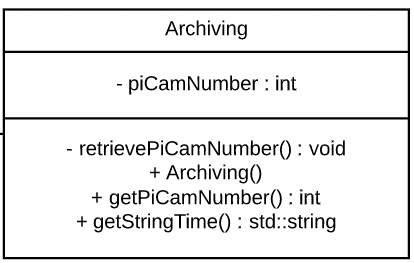 Archiving
- piCamNumber : int
- retrievePiCamNumber() : void
+ Archiving()
+ getPiCamNumber() : int
+ getStringTime() : std::string